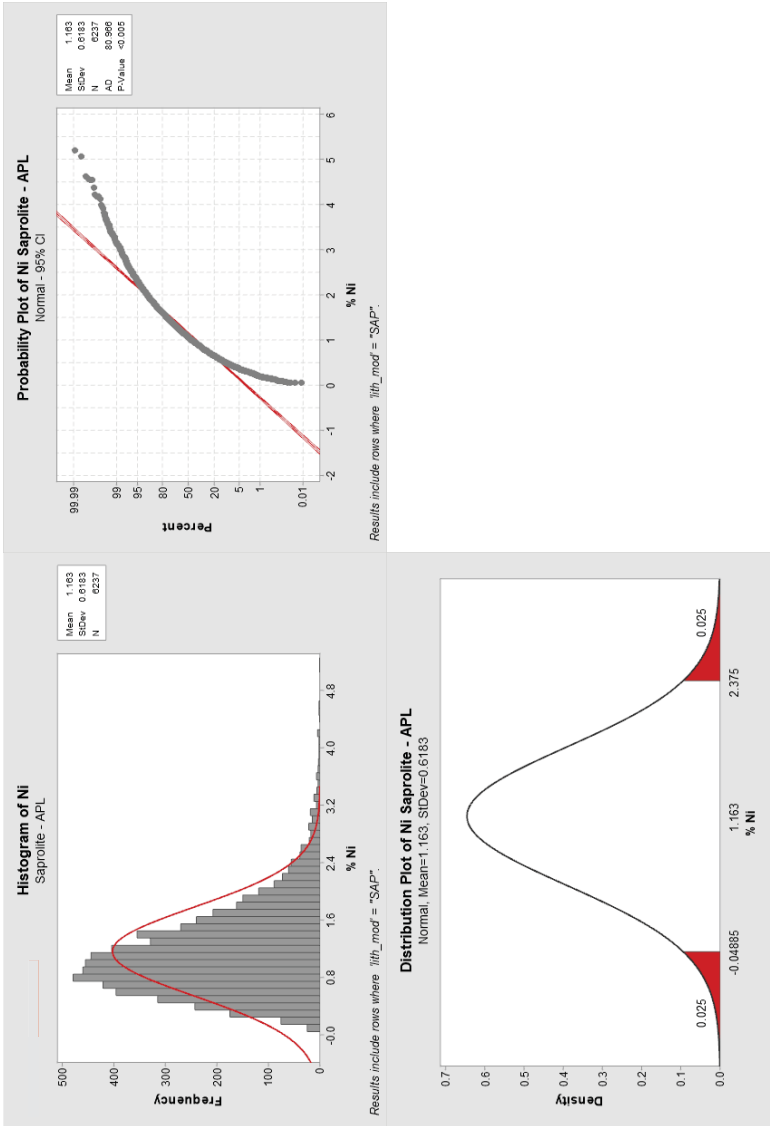 Histogram of Ni
Saprolite - APL
Mean 1.163
StDev 0.6183
N 6237
500
400
300
200
100
0
Frequency
-0.0
0.8
1.6
2.4
3.2
4.0
4.8
% Ni
Results include rows where 'lith_mod' = "SAP".
Probability Plot of Ni Saprolite - APL
Normal - 95% CI
Mean 1.163
StDev 0.6183
N 6237
AD 80.966
P-Value <0.005
99.99
99
95
80
50
20
5
1
0.01
Percent
-2
-1
0
1
2
3
4
5
6
% Ni
Results include rows where 'lith_mod' = "SAP".
Distribution Plot of Ni Saprolite - APL
Normal, Mean=1.163, StDev=0.6183
0.7
0.6
0.5
0.4
0.3
0.2
0.1
0.0
Density
0.025
0.025
-0.04885
1.163
2.375
% Ni